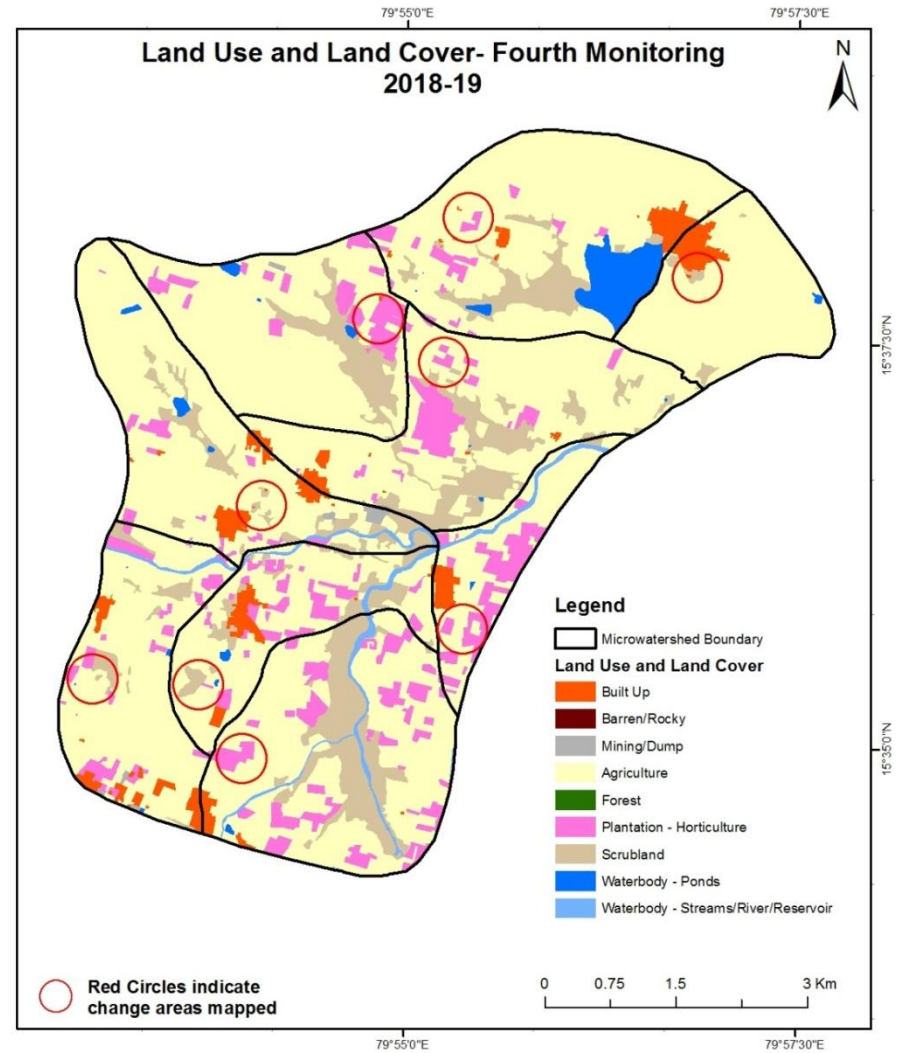 79°55'0"E
79°57'30"E
Land Use and Land Cover- Fourth Monitoring
2018-19
N
15°37'30"N
15°35'0"N
Legend
Microwatershed Boundary
Land Use and Land Cover
Built Up
Barren/Rocky
Mining/Dump
Agriculture
Forest
Plantation - Horticulture
Scrubland
Waterbody - Ponds
Waterbody - Streams/River/Reservoir
Red Circles indicate
change areas mapped
0 0.75 1.5 3 Km
79°55'0"E
79°57'30"E